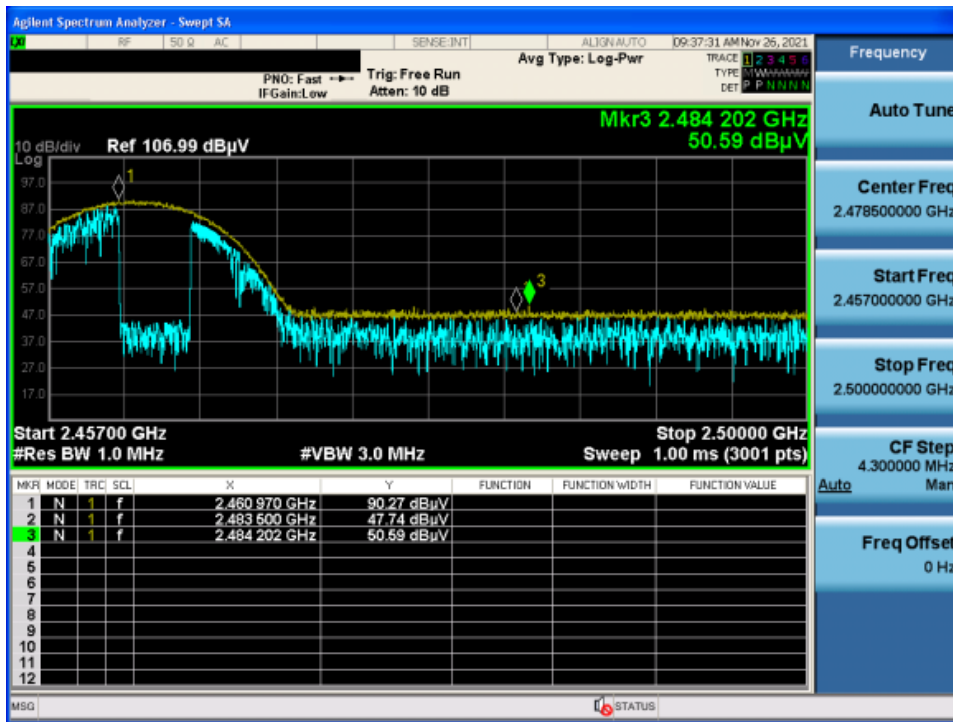 Agilent Spectrum Analyzer - Swept SA
LXI RF 50 Ω AC SENSE:INT ALIGN AUTO 09:37:31 AM Nov 26, 2021
Frequency
Avg Type: Log-Pwr
TRACE 1 2 3 4 5 6
PNO: Fast Trig: Free Run
TYPE M W W W W W
IFGain:Low Atten: 10 dB
DET P P N N N N
Auto Tune
Mkr3 2.484 202 GHz
50.59 dBµV
10 dB/div Ref 106.99 dBµV
Log
97.0
87.0
77.0
67.0
57.0
47.0
37.0
27.0
17.0
1
3
Center Freq
2.478500000 GHz
Start Freq
2.457000000 GHz
Stop Freq
2.500000000 GHz
Start 2.45700 GHz Stop 2.50000 GHz
#Res BW 1.0 MHz #VBW 3.0 MHz Sweep 1.00 ms (3001 pts)
CF Step
4.300000 MHz
Auto Man
MKR MODE TRC SCL X Y FUNCTION FUNCTION WIDTH FUNCTION VALUE
1 N 1 f 2.460 970 GHz 90.27 dBµV
2 N 1 f 2.483 500 GHz 47.74 dBµV
3 N 1 f 2.484 202 GHz 50.59 dBµV
4
5
6
7
8
9
10
11
12
Freq Offset
0 Hz
MSG STATUS